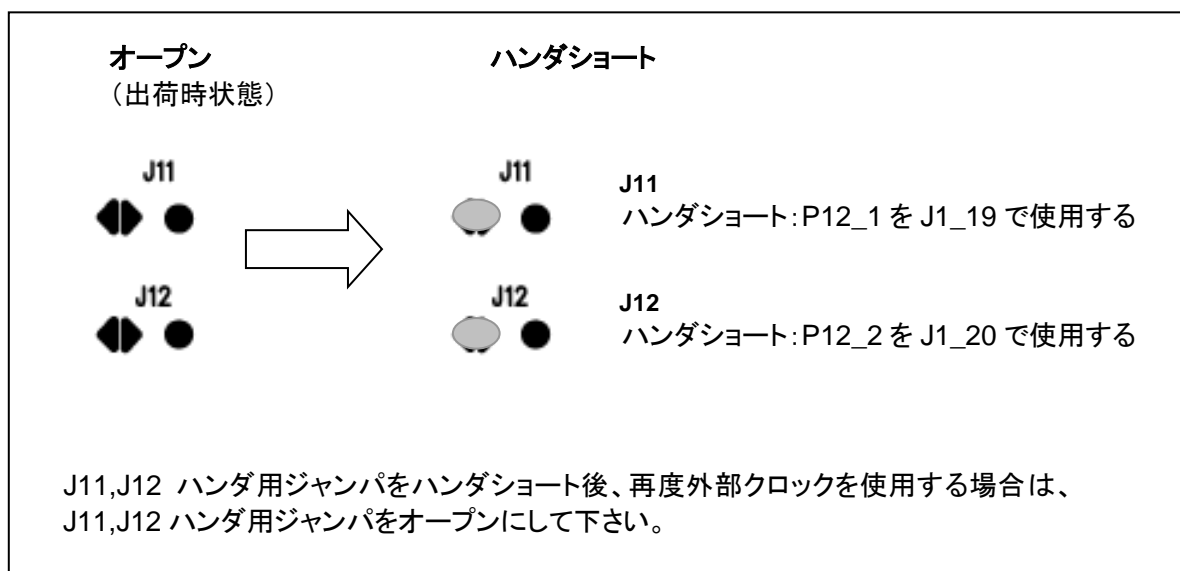 オープン ハンダショート
（出荷時状態）
J11 J11 J11
ハンダショート：P12_1 を J1_19 で使用する
J12 J12 J12
ハンダショート：P12_2 を J1_20 で使用する
J11,J12 ハンダ用ジャンパをハンダショート後、再度外部クロックを使用する場合は、
J11,J12 ハンダ用ジャンパをオープンにして下さい。